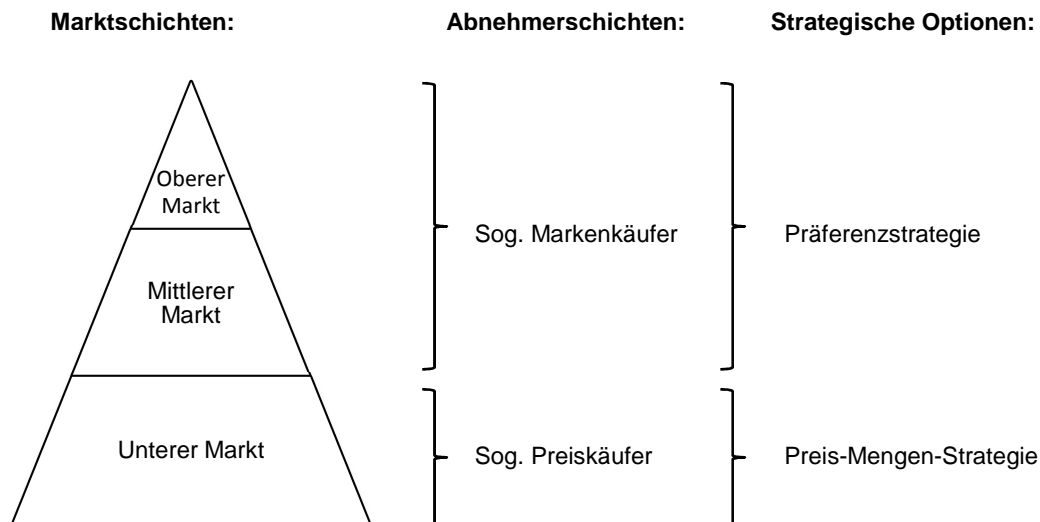 Marktschichten:
Abnehmerschichten:
Strategische Optionen:
Oberer
Markt
Sog. Markenkäufer
Präferenzstrategie
Mittlerer
Markt
Unterer Markt
Sog. Preiskäufer
Preis-Mengen-Strategie